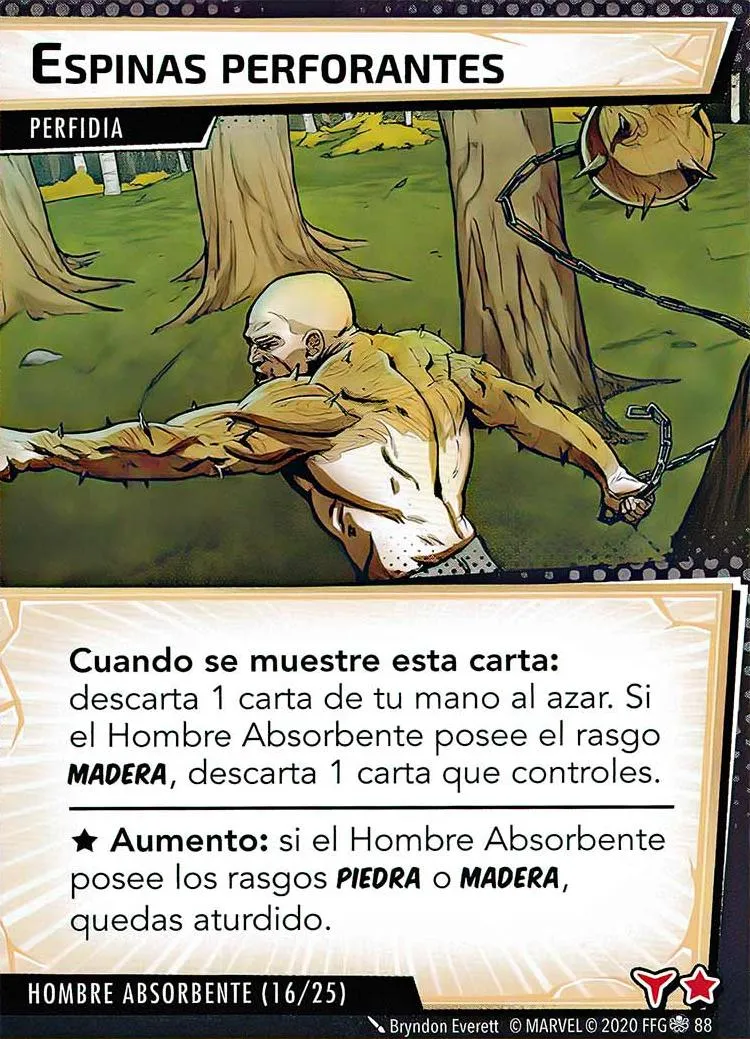 ESPINAS PERFORANTES
PERFIDIA
Cuando se muestre esta carta:
descarta 1 carta de tu mano al azar. Si
el Hombre Absorbente posee el rasgo
MADERA, descarta 1 carta que controles.
★ Aumento: si el Hombre Absorbente
posee los rasgos PIEDRA o MADERA,
quedas aturdido.
HOMBRE ABSORBENTE (16/25)
Bryndon Everett © MARVEL © 2020 FFG 88